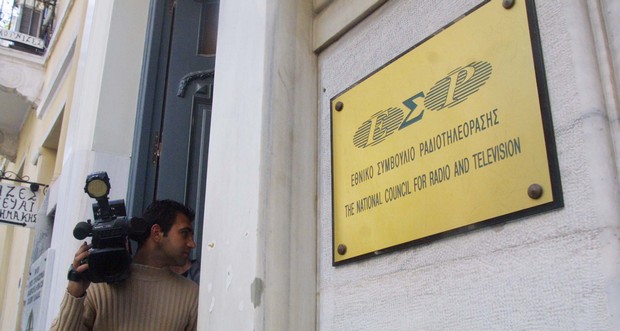 ΕΣΡ
ΕΘΝΙΚΟ ΣΥΜΒΟΥΛΙΟ ΡΑΔΙΟΤΗΛΕΟΡΑΣΗΣ
THE NATIONAL COUNCIL FOR RADIO AND TELEVISION